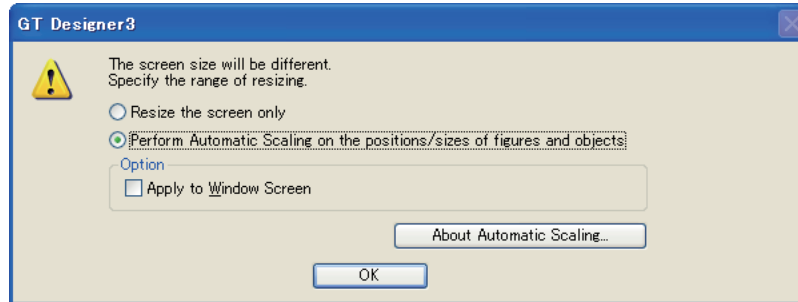 GT Designer3
The screen size will be different.
Specify the range of resizing.
Resize the screen only
Perform Automatic Scaling on the positions/sizes of figures and objects
Option
Apply to Window Screen
About Automatic Scaling...
OK